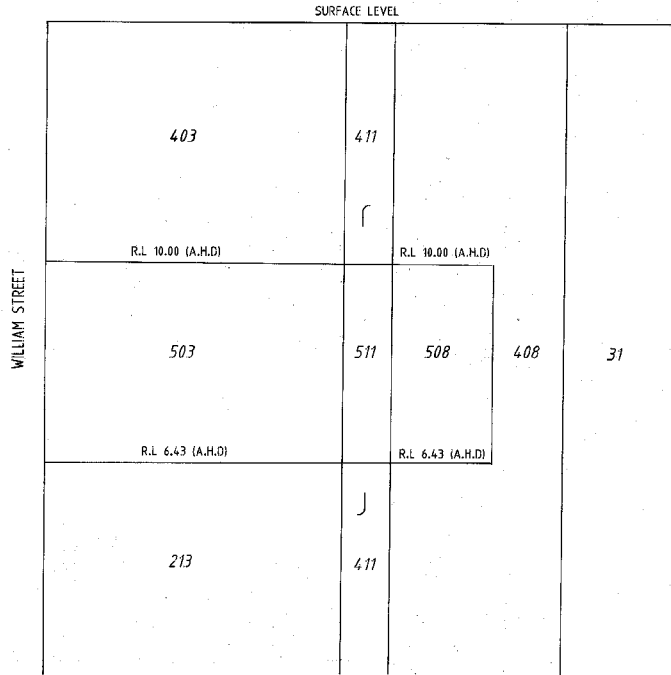 SURFACE LEVEL
403
411
R.L 10.00 (A.H.D)
R.L 10.00 (A.H.D)
WILLIAM STREET
503
511
508
408
31
R.L 6.43 (A.H.D)
R.L 6.43 (A.H.D)
213
411